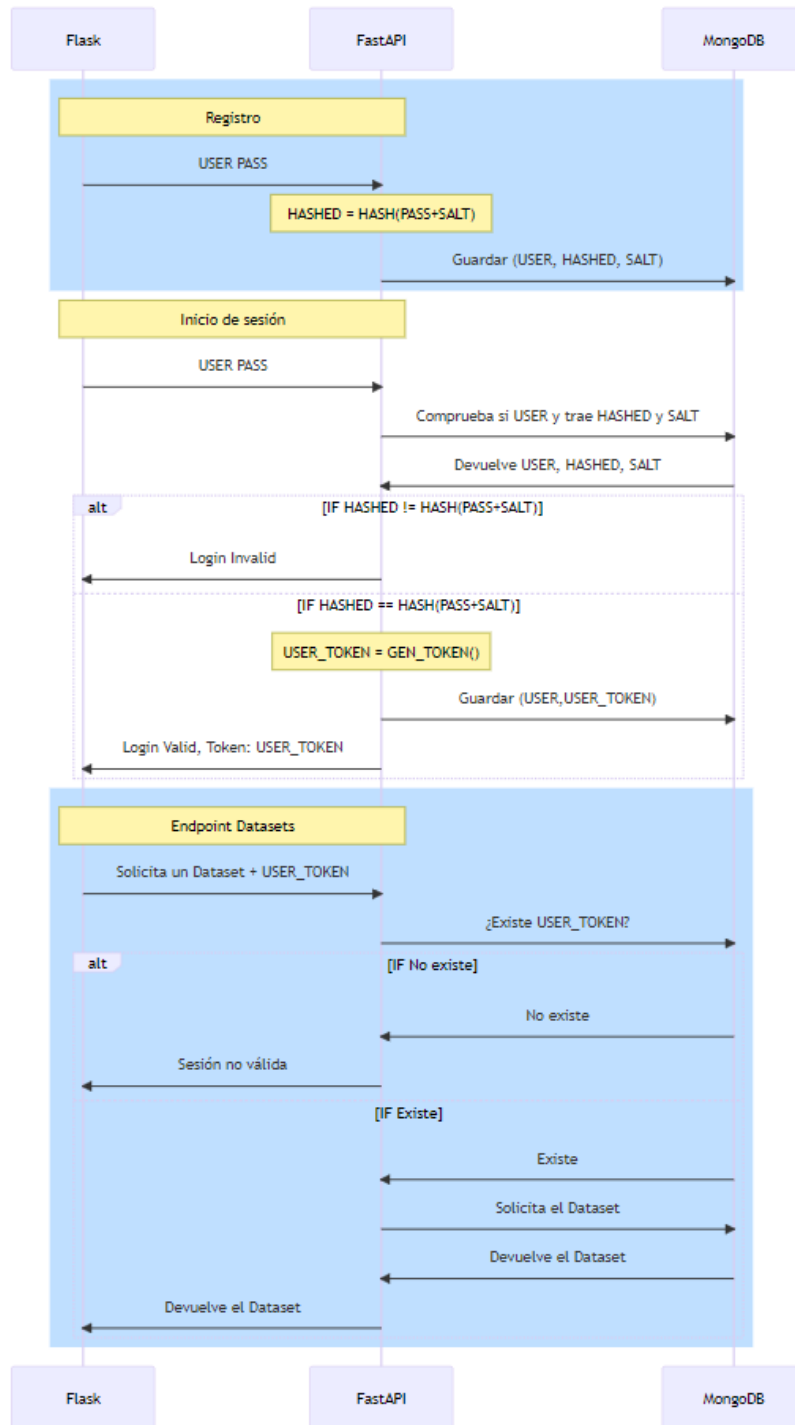 Flask
FastAPI
MongoDB
Registro
USER PASS
HASHED = HASH(PASS+SALT)
Guardar (USER, HASHED, SALT)
Inicio de sesión
USER PASS
Comprueba si USER y trae HASHED y SALT
Devuelve USER, HASHED, SALT
alt
[IF HASHED != HASH(PASS+SALT)]
Login Invalid
[IF HASHED == HASH(PASS+SALT)]
USER_TOKEN = GEN_TOKEN()
Guardar (USER,USER_TOKEN)
Login Valid, Token: USER_TOKEN
Endpoint Datasets
Solicita un Dataset + USER_TOKEN
¿Existe USER_TOKEN?
alt
[IF No existe]
No existe
Sesión no válida
[IF Existe]
Existe
Solicita el Dataset
Devuelve el Dataset
Devuelve el Dataset
Flask
FastAPI
MongoDB